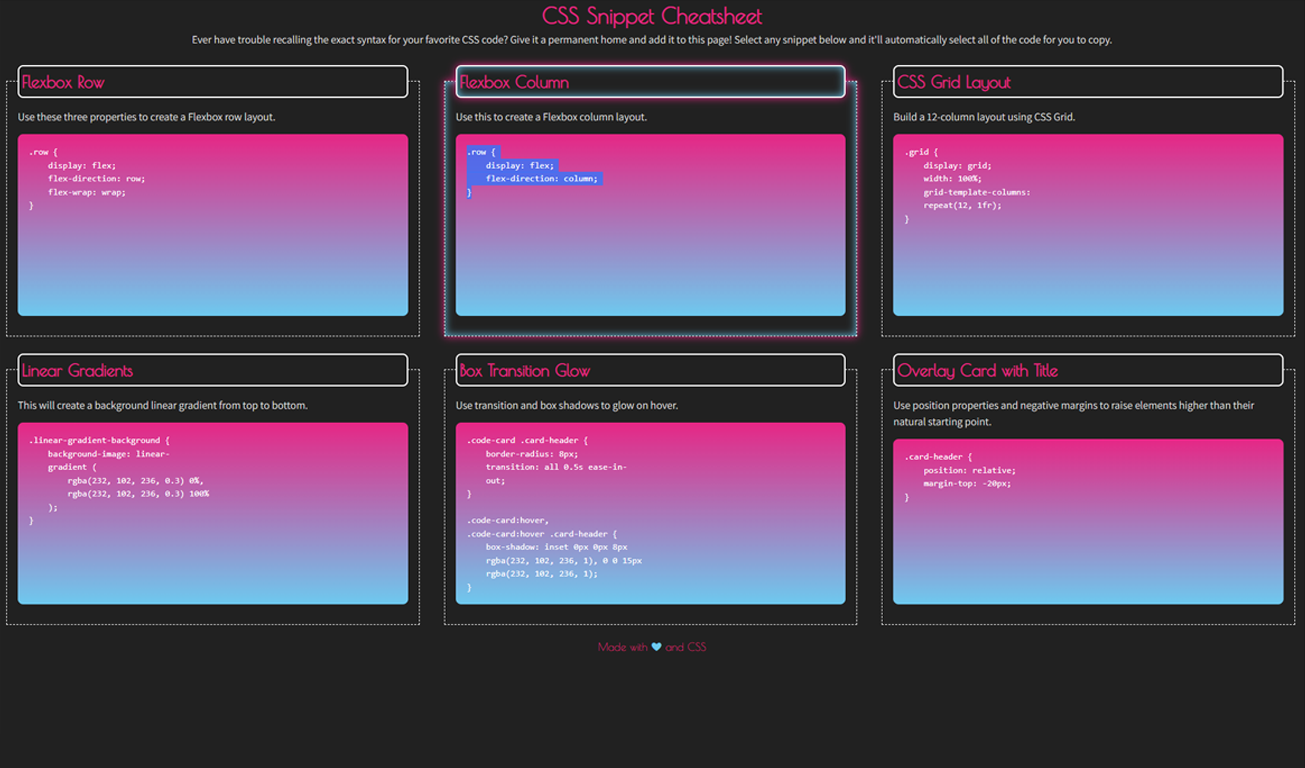 CSS Snippet Cheatsheet
Ever have trouble recalling the exact syntax for your favorite CSS code? Give it a permanent home and add it to this page! Select any snippet below and it'll automatically select all of the code for you to copy.
Flexbox Row
Use these three properties to create a Flexbox row layout.
.row {
    display: flex;
    flex-direction: row;
    flex-wrap: wrap;
}
Flexbox Column
Use this to create a Flexbox column layout.
.row {
    display: flex;
    flex-direction: column;
}
CSS Grid Layout
Build a 12-column layout using CSS Grid.
.grid {
    display: grid;
    width: 100%;
    grid-template-columns:
    repeat(12, 1fr);
}
Linear Gradients
This will create a background linear gradient from top to bottom.
.linear-gradient-background {
    background-image: linear-
    gradient (
        rgba(232, 102, 236, 0.3) 0%,
        rgba(232, 102, 236, 0.3) 100%
    );
}
Box Transition Glow
Use transition and box shadows to glow on hover.
.code-card .card-header {
    border-radius: 8px;
    transition: all 0.5s ease-in-
    out;
}
.code-card:hover,
.code-card:hover .card-header {
    box-shadow: inset 0px 0px 8px
    rgba(232, 102, 236, 1), 0 0 15px
    rgba(232, 102, 236, 1);
}
Overlay Card with Title
Use position properties and negative margins to raise elements higher than their
natural starting point.
.card-header {
    position: relative;
    margin-top: -20px;
}
Made with 💙 and CSS